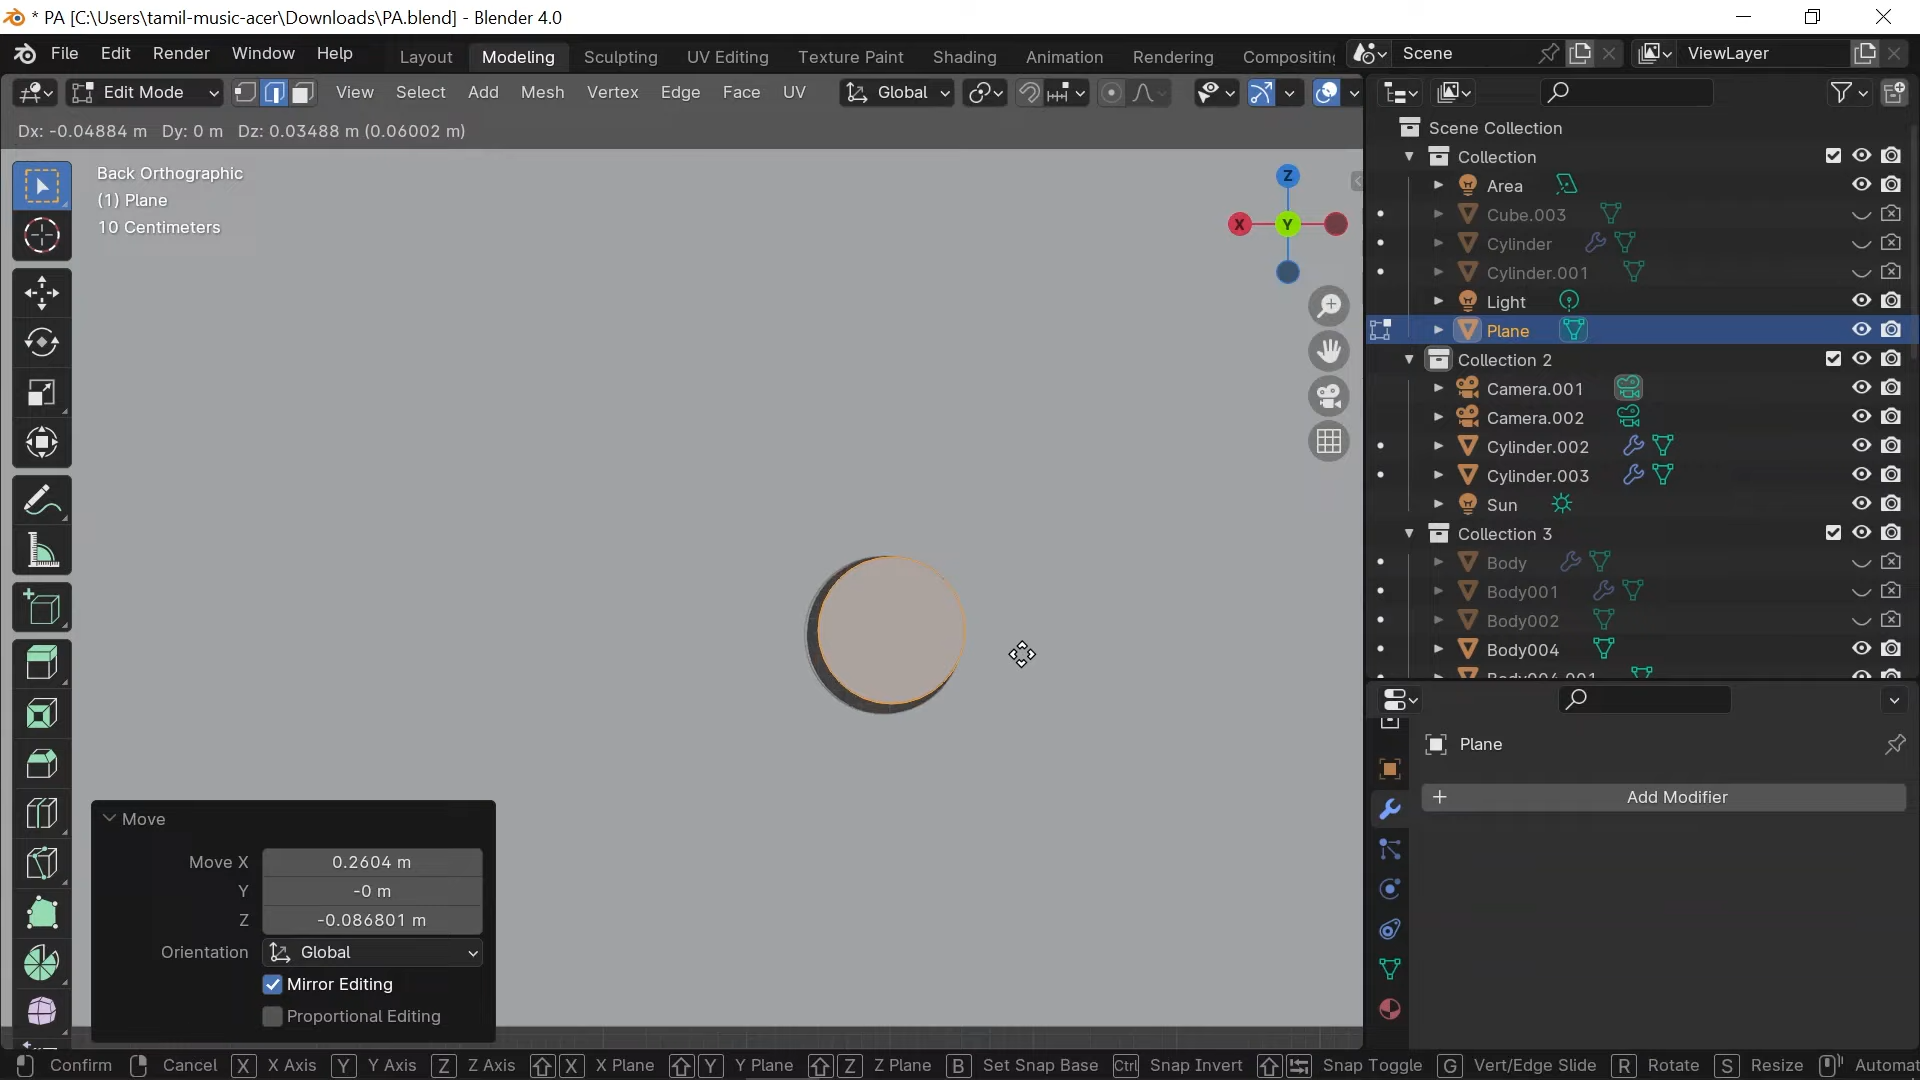 * PA [C:\Users\tamil-music-acer\Downloads\PA.blend] - Blender 4.0
File Edit Render Window Help Layout Modeling Sculpting UV Editing Texture Paint Shading Animation Rendering Compositing Scene ViewLayer
Edit Mode View Select Add Mesh Vertex Edge Face UV Global
Dx: -0.04884 m Dy: 0 m Dz: 0.03488 m (0.06002 m)
Back Orthographic
(1) Plane
10 Centimeters
Z
X
Y
Scene Collection
Collection
Area
Cube.003
Cylinder
Cylinder.001
Light
Plane
Collection 2
Camera.001
Camera.002
Cylinder.002
Cylinder.003
Sun
Collection 3
Body
Body001
Body002
Body004
Body004.001
Plane
+ Add Modifier
Move
Move X 0.2604 m
Y -0 m
Z -0.086801 m
Orientation Global
Mirror Editing
Proportional Editing
Confirm Cancel X X Axis Y Y Axis Z Z Axis X X Plane Y Y Plane Z Z Plane B Set Snap Base Ctrl Snap Invert Snap Toggle G Vert/Edge Slide R Rotate S Resize Automat